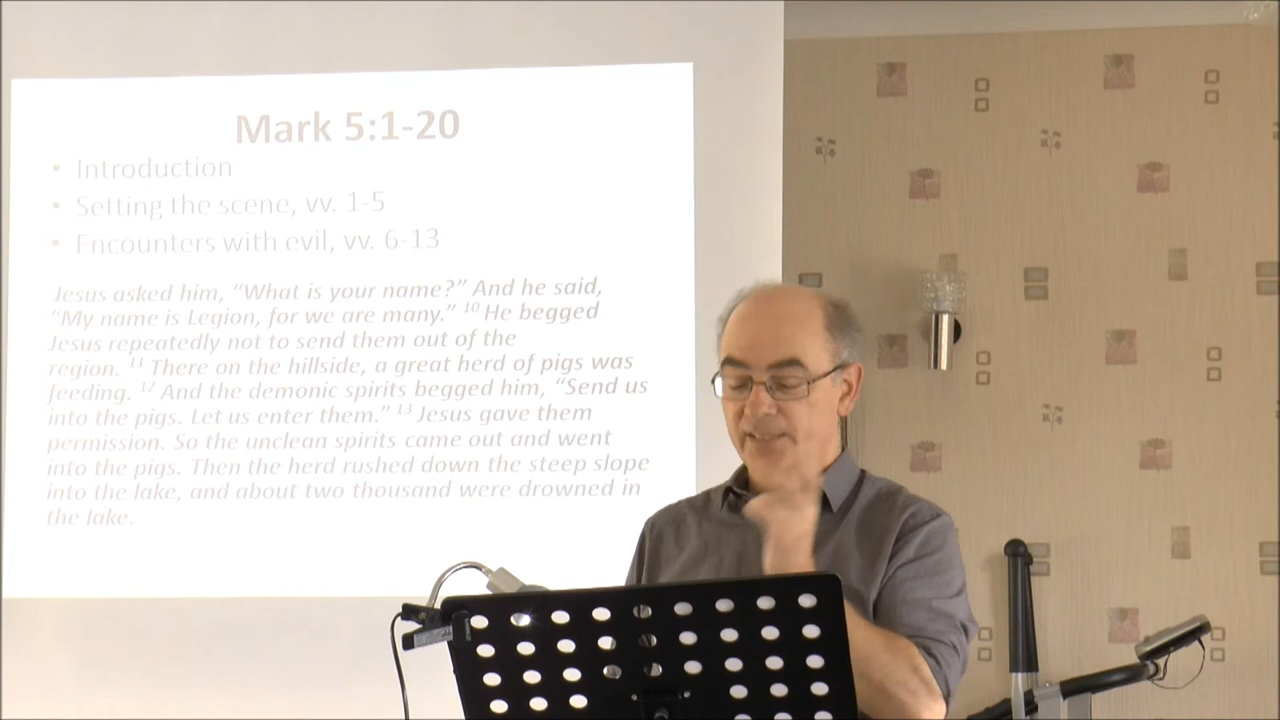 Mark 5:1-20
• Introduction
• Setting the scene, vv. 1-5
• Encounters with evil, vv. 6-13
Jesus asked him, “What is your name?” And he said,
“My name is Legion, for we are many.” 10 He begged
Jesus repeatedly not to send them out of the
region. 11 There on the hillside, a great herd of pigs was
feeding. 12 And the demonic spirits begged him, “Send us
into the pigs. Let us enter them.” 13 Jesus gave them
permission. So the unclean spirits came out and went
into the pigs. Then the herd rushed down the steep slope
into the lake, and about two thousand were drowned in
the lake.